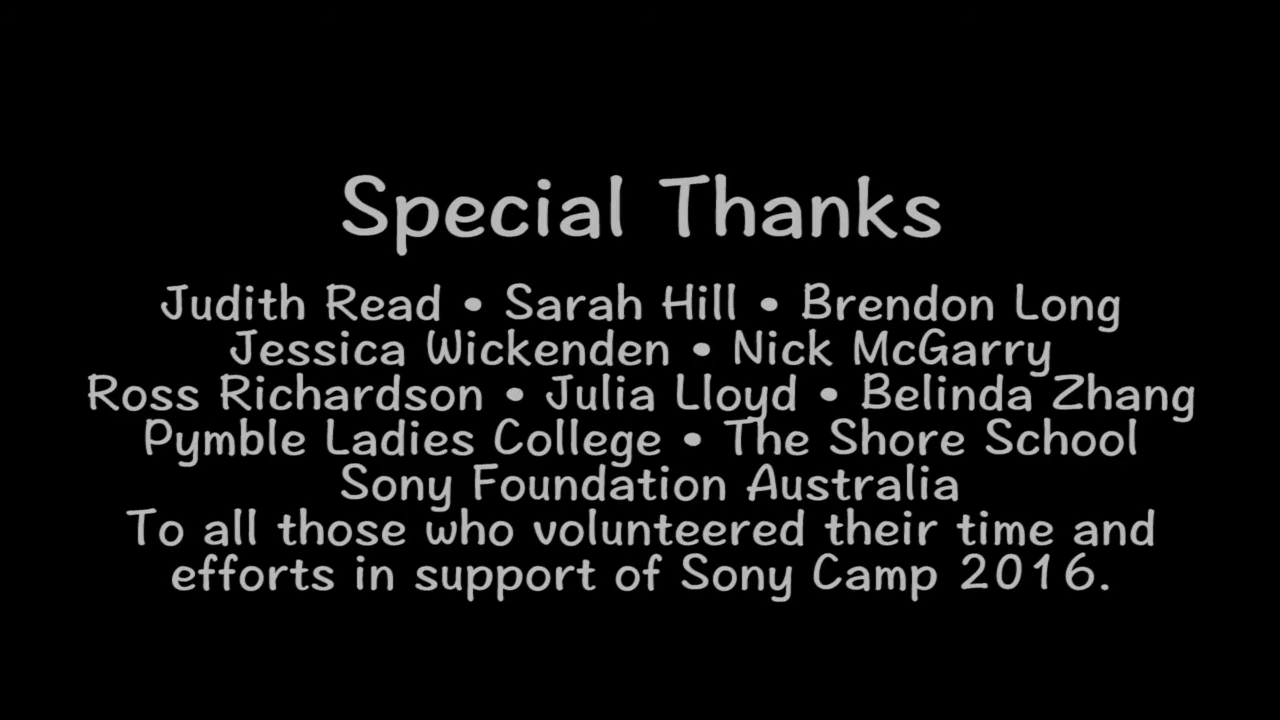 Special Thanks
Judith Read • Sarah Hill • Brendon Long
Jessica Wickenden • Nick McGarry
Ross Richardson • Julia Lloyd • Belinda Zhang
Pymble Ladies College • The Shore School
Sony Foundation Australia
To all those who volunteered their time and
efforts in support of Sony Camp 2016.